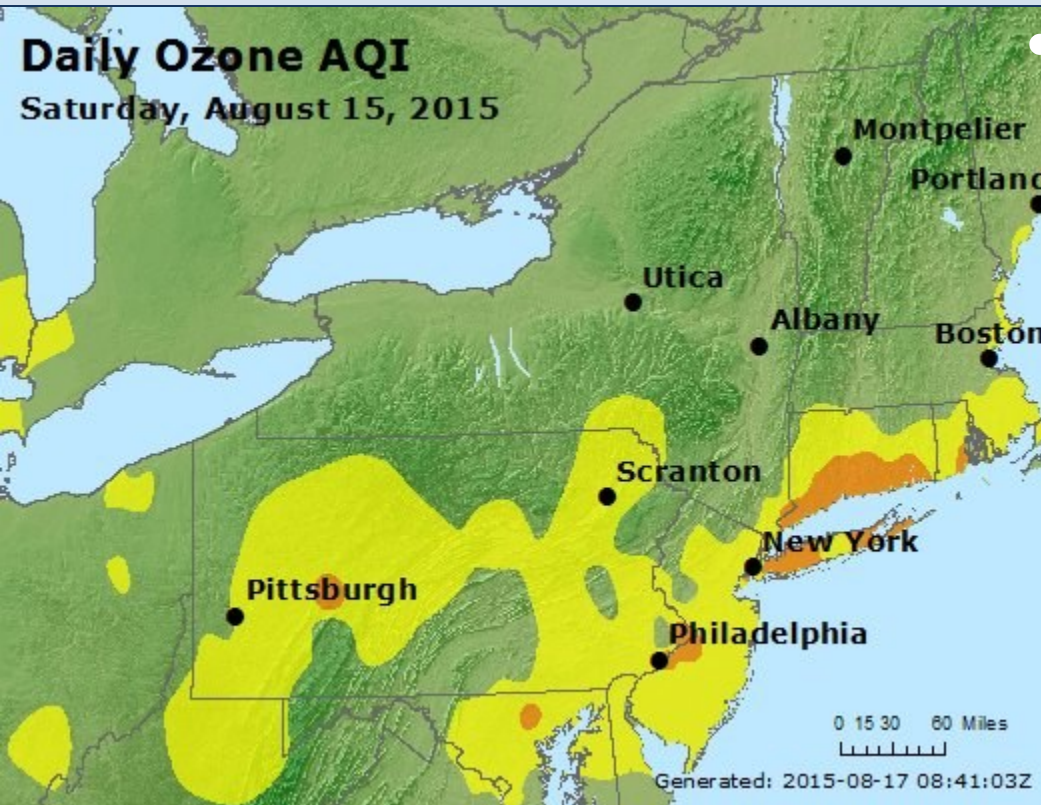 Daily Ozone AQI
Saturday, August 15, 2015
Montpelier
Portlanc
Utica
Albany
Boston
Scranton
New York
Pittsburgh
Philadelphia
0 15 30 60 Miles
Generated: 2015-08-17 08:41:03Z